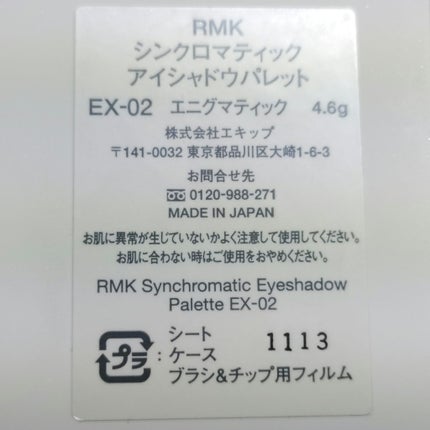 RMK
シンクロマティック
アイシャドウパレット
EX-02 エニグマティック 4.6g
株式会社エキップ
〒141-0032 東京都品川区大崎1-6-3
お問合せ先
0120-988-271
MADE IN JAPAN
お肌に異常が生じていないかよく注意して使用してください。
お肌に合わない時はご使用をおやめください。
RMK Synchromatic Eyeshadow
Palette EX-02
プラ : シート
ケース
ブラシ&チップ用フィルム
1113